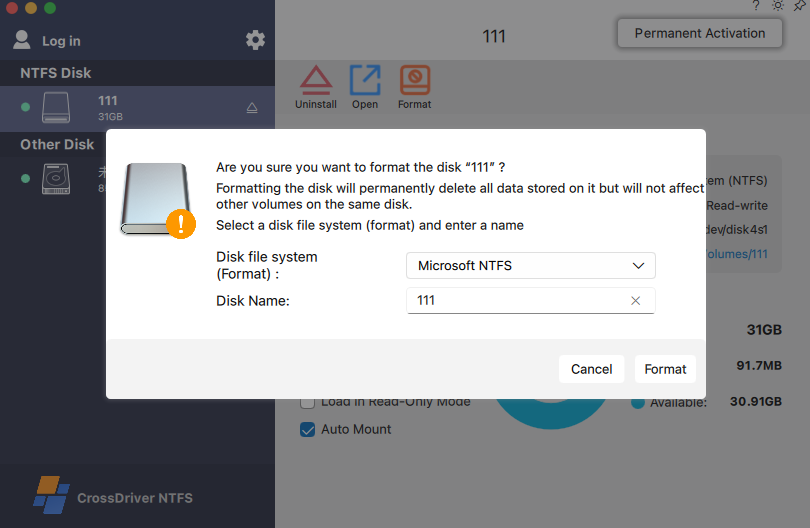 ?
Log in
111
Permanent Activation
NTFS Disk
111
31GB
Uninstall
Open
Format
Other Disk
Are you sure you want to format the disk “111” ?
Formatting the disk will permanently delete all data stored on it but will not affect
other volumes on the same disk.
Select a disk file system (format) and enter a name
(NTFS)
Read-write
dev/disk4s1
olumes/111
Disk file system
(Format) :
Microsoft NTFS
Disk Name:
111
31GB
Cancel
Format
91.7MB
Load in Read-Only Mode
Available:
30.91GB
Auto Mount
CrossDriver NTFS